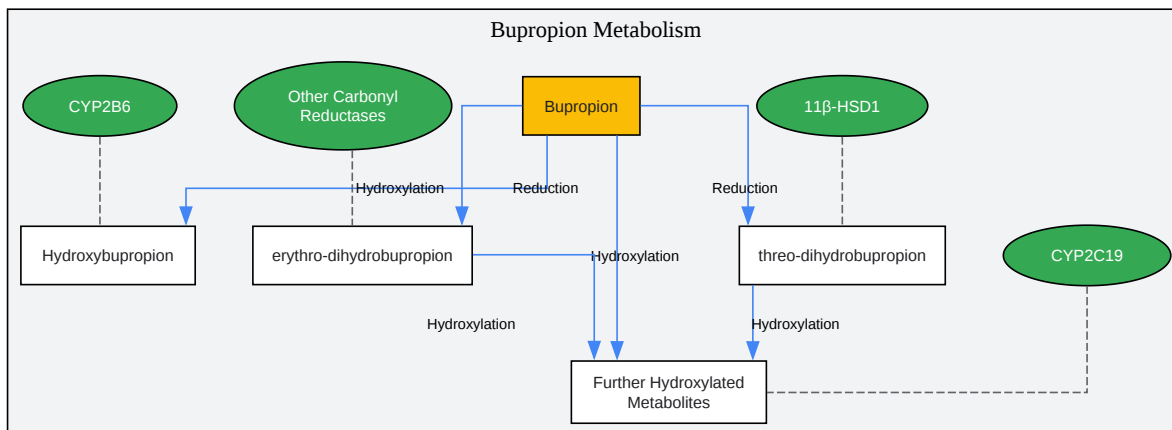 Bupropion Metabolism
CYP2B6
Other Carbonyl
Reductases
Bupropion
11β-HSD1
Hydroxylation
Reduction
Reduction
Hydroxybupropion
erythro-dihydrobupropion
Hydroxylation
threo-dihydrobupropion
CYP2C19
Hydroxylation
Hydroxylation
Further Hydroxylated
Metabolites